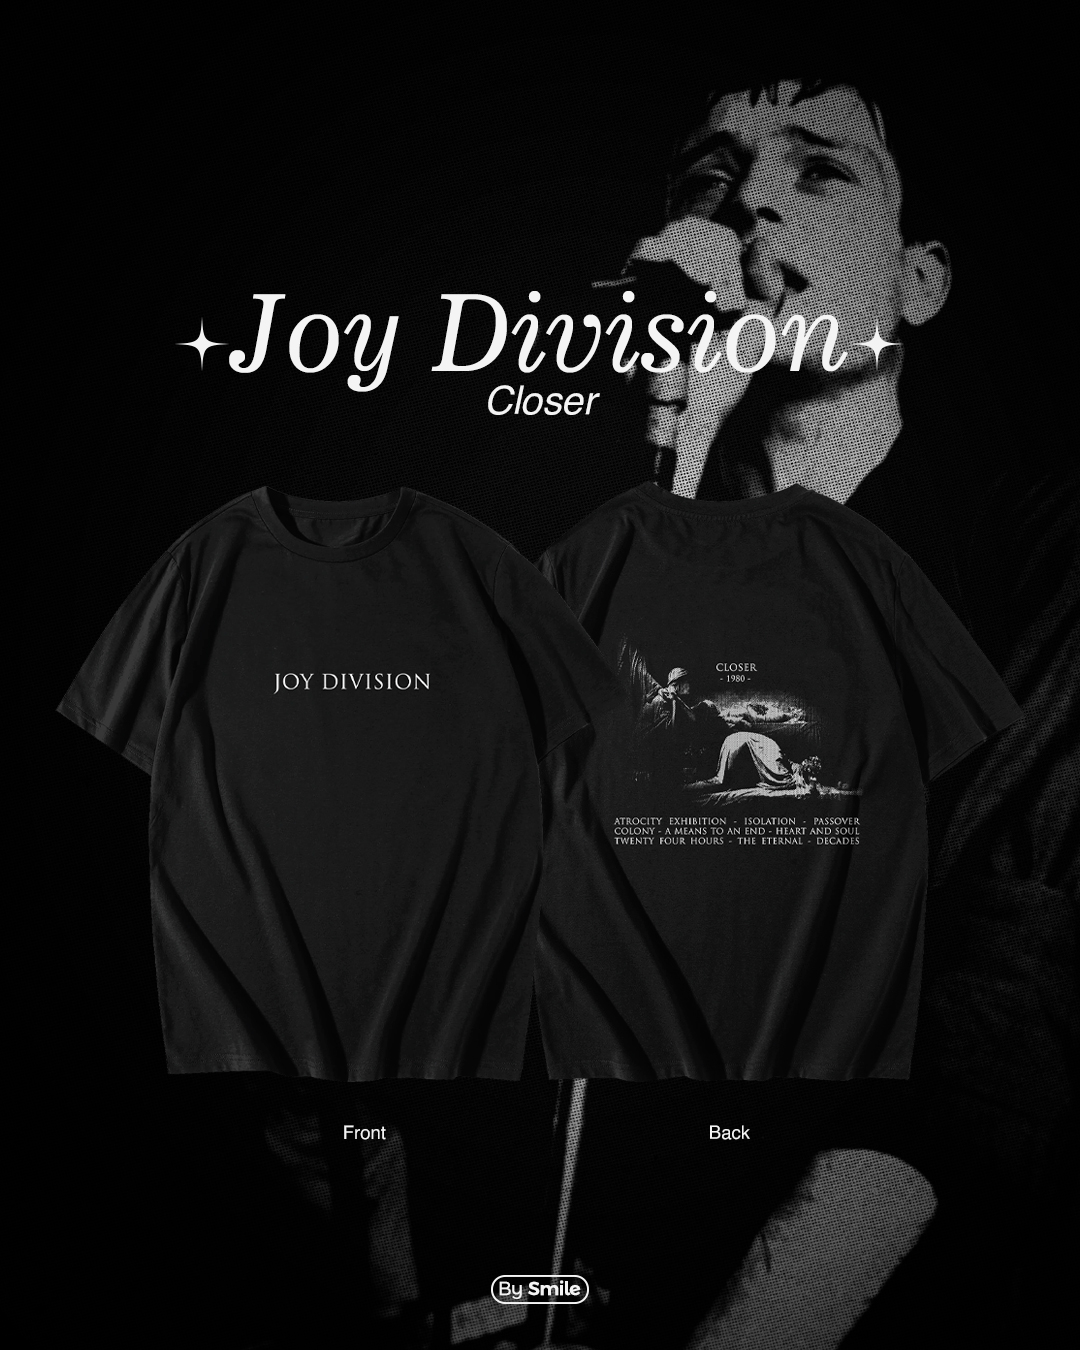 Joy Division
Closer
JOY DIVISION
CLOSER
- 1980 -
ATROCITY EXHIBITION - ISOLATION - PASSOVER
COLONY - A MEANS TO AN END - HEART AND SOUL
TWENTY FOUR HOURS - THE ETERNAL - DECADES
Front
Back
By Smile